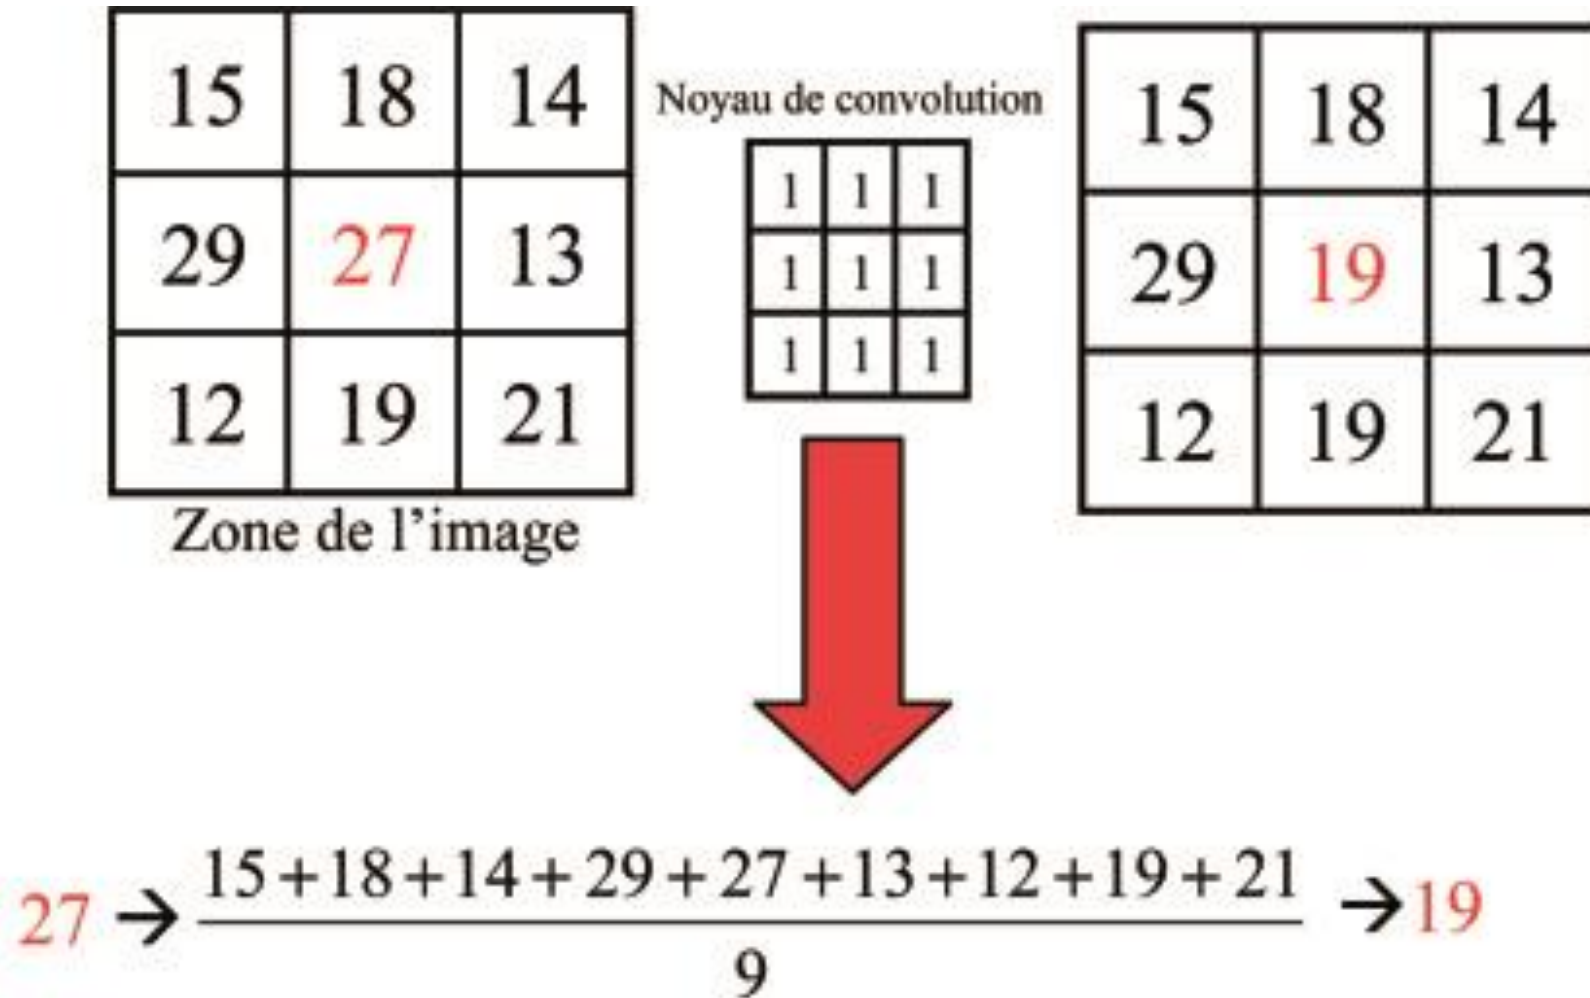 15 18 14
29 27 13
12 19 21
Zone de l'image
Noyau de convolution
1 1 1
1 1 1
1 1 1
15 18 14
29 19 13
12 19 21
27 → 15+18+14+29+27+13+12+19+21 → 19
9